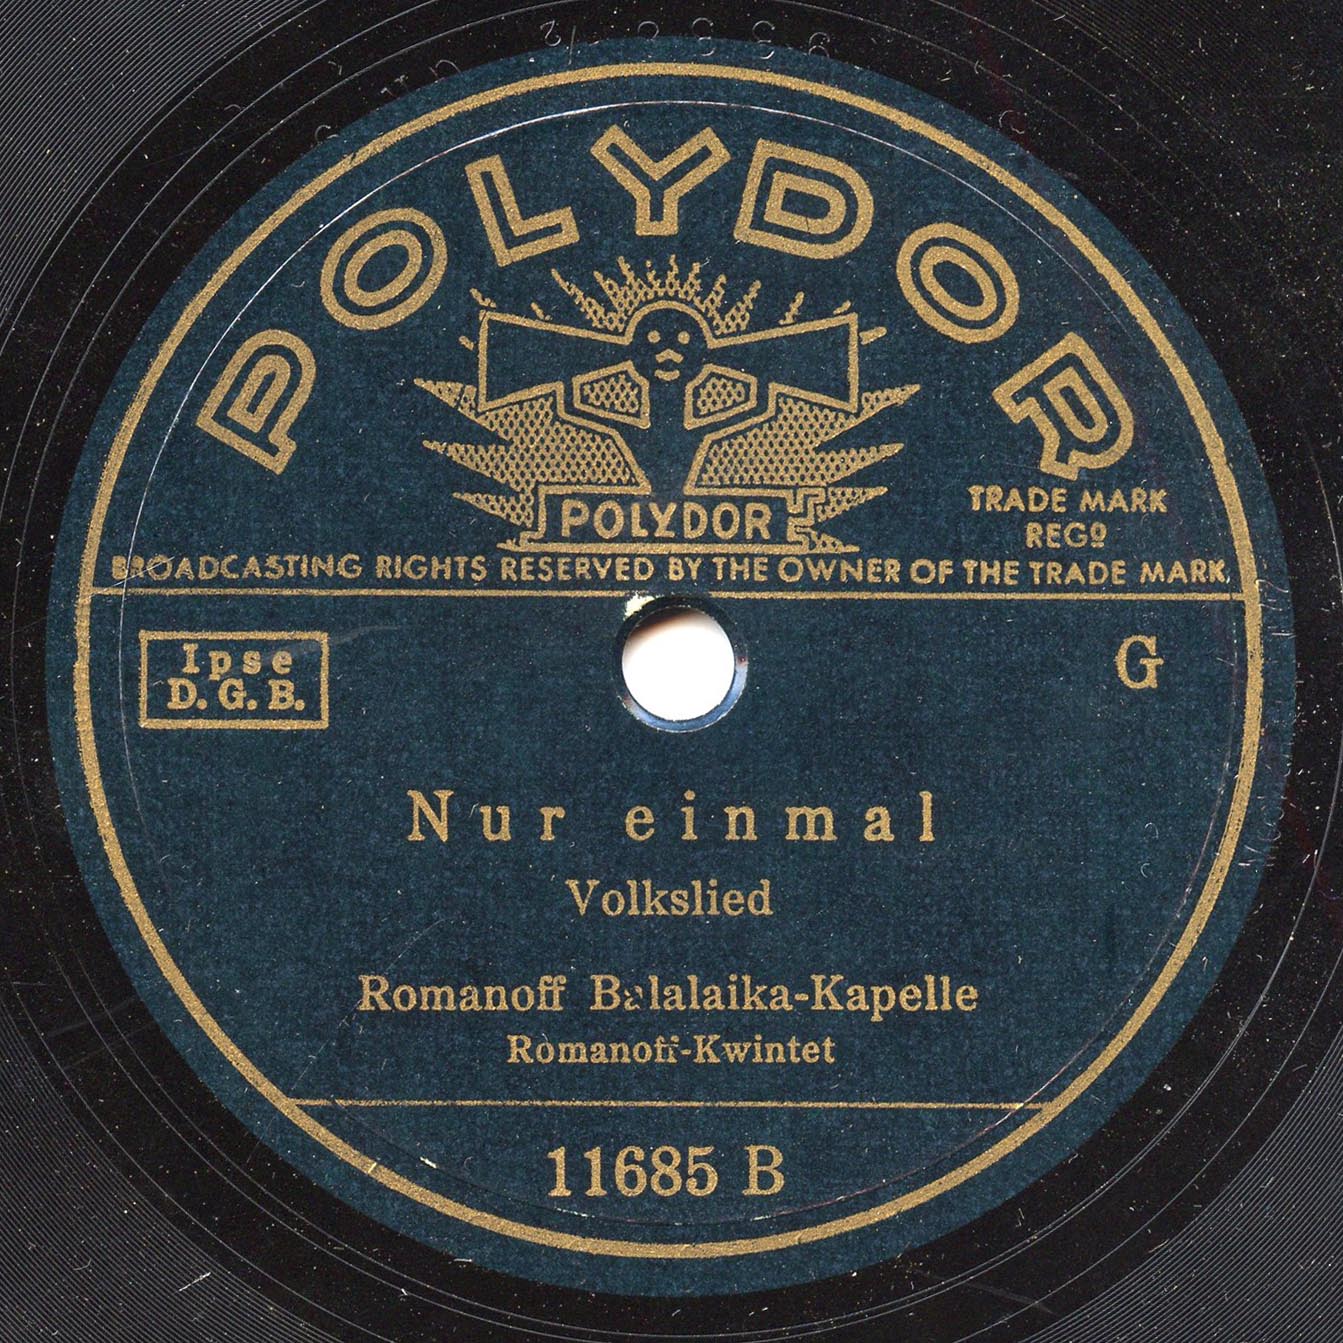 POLYDOR
POLYDOR
TRADE MARK
REGO
BROADCASTING RIGHTS RESERVED BY THE OWNER OF THE TRADE MARK
Ipse
D. G. B.
G
Nur einmal
Volkslied
Romanoff Balalaika-Kapelle
Romanoff-Kwintet
11685 B